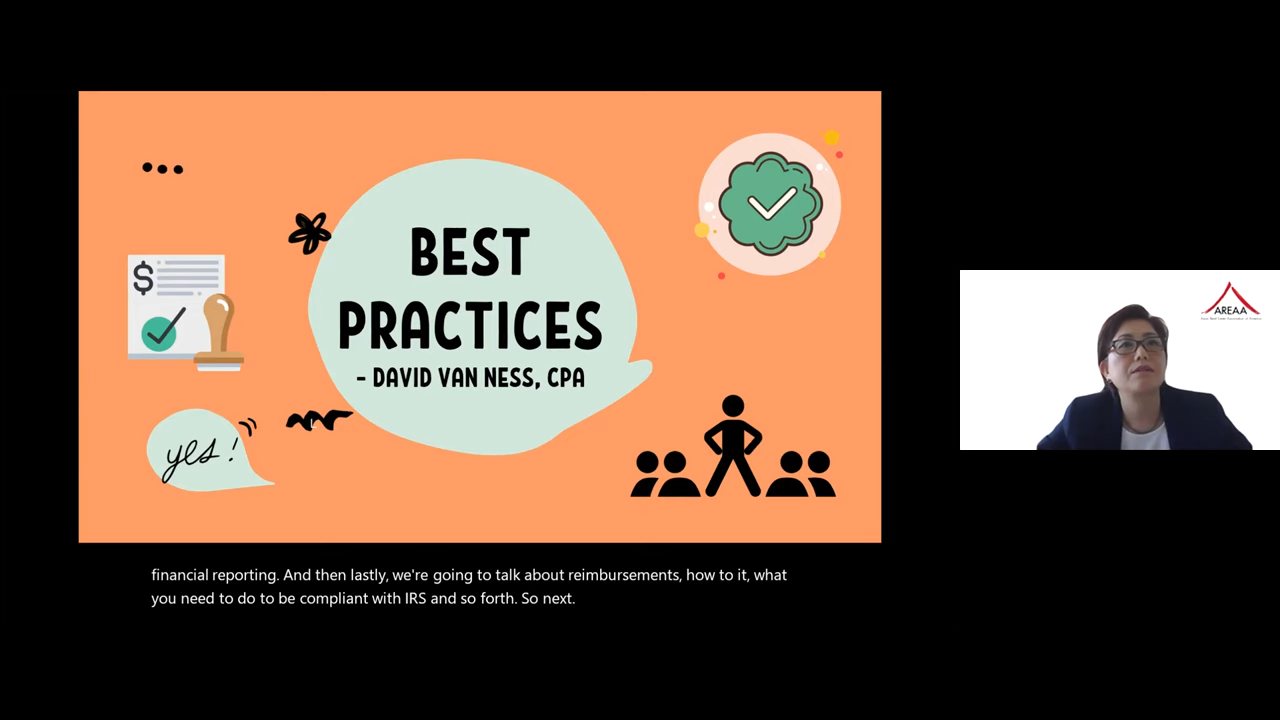 BEST
PRACTICES
- DAVID VAN NESS, CPA
$
yes!
AREAA
financial reporting. And then lastly, we're going to talk about reimbursements, how to it, what
you need to do to be compliant with IRS and so forth. So next.